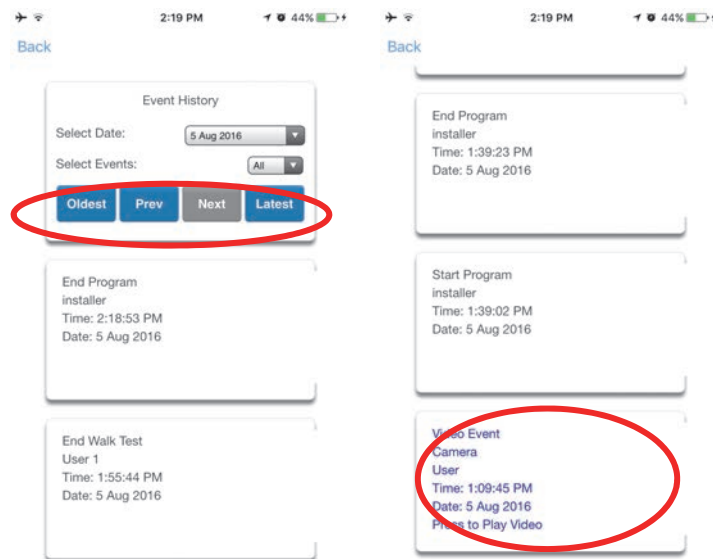 2:19 PM
44%
Back
Event History
Select Date:
5 Aug 2016
Select Events:
All
Oldest
Prev
Next
Latest
End Program
installer
Time: 2:18:53 PM
Date: 5 Aug 2016
End Walk Test
User 1
Time: 1:55:44 PM
Date: 5 Aug 2016
2:19 PM
44%
Back
End Program
installer
Time: 1:39:23 PM
Date: 5 Aug 2016
Start Program
installer
Time: 1:39:02 PM
Date: 5 Aug 2016
Video Event
Camera
User
Time: 1:09:45 PM
Date: 5 Aug 2016
Press to Play Video